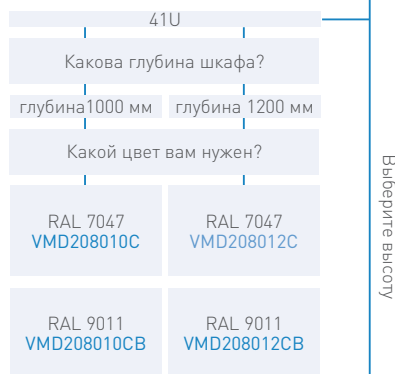 41U
Какова глубина шкафа?
глубина1000 мм
глубина 1200 мм
Какой цвет вам нужен?
RAL 7047
VMD208010C
RAL 7047
VMD208012C
RAL 9011
VMD208010CB
RAL 9011
VMD208012CB
Выберите высоту